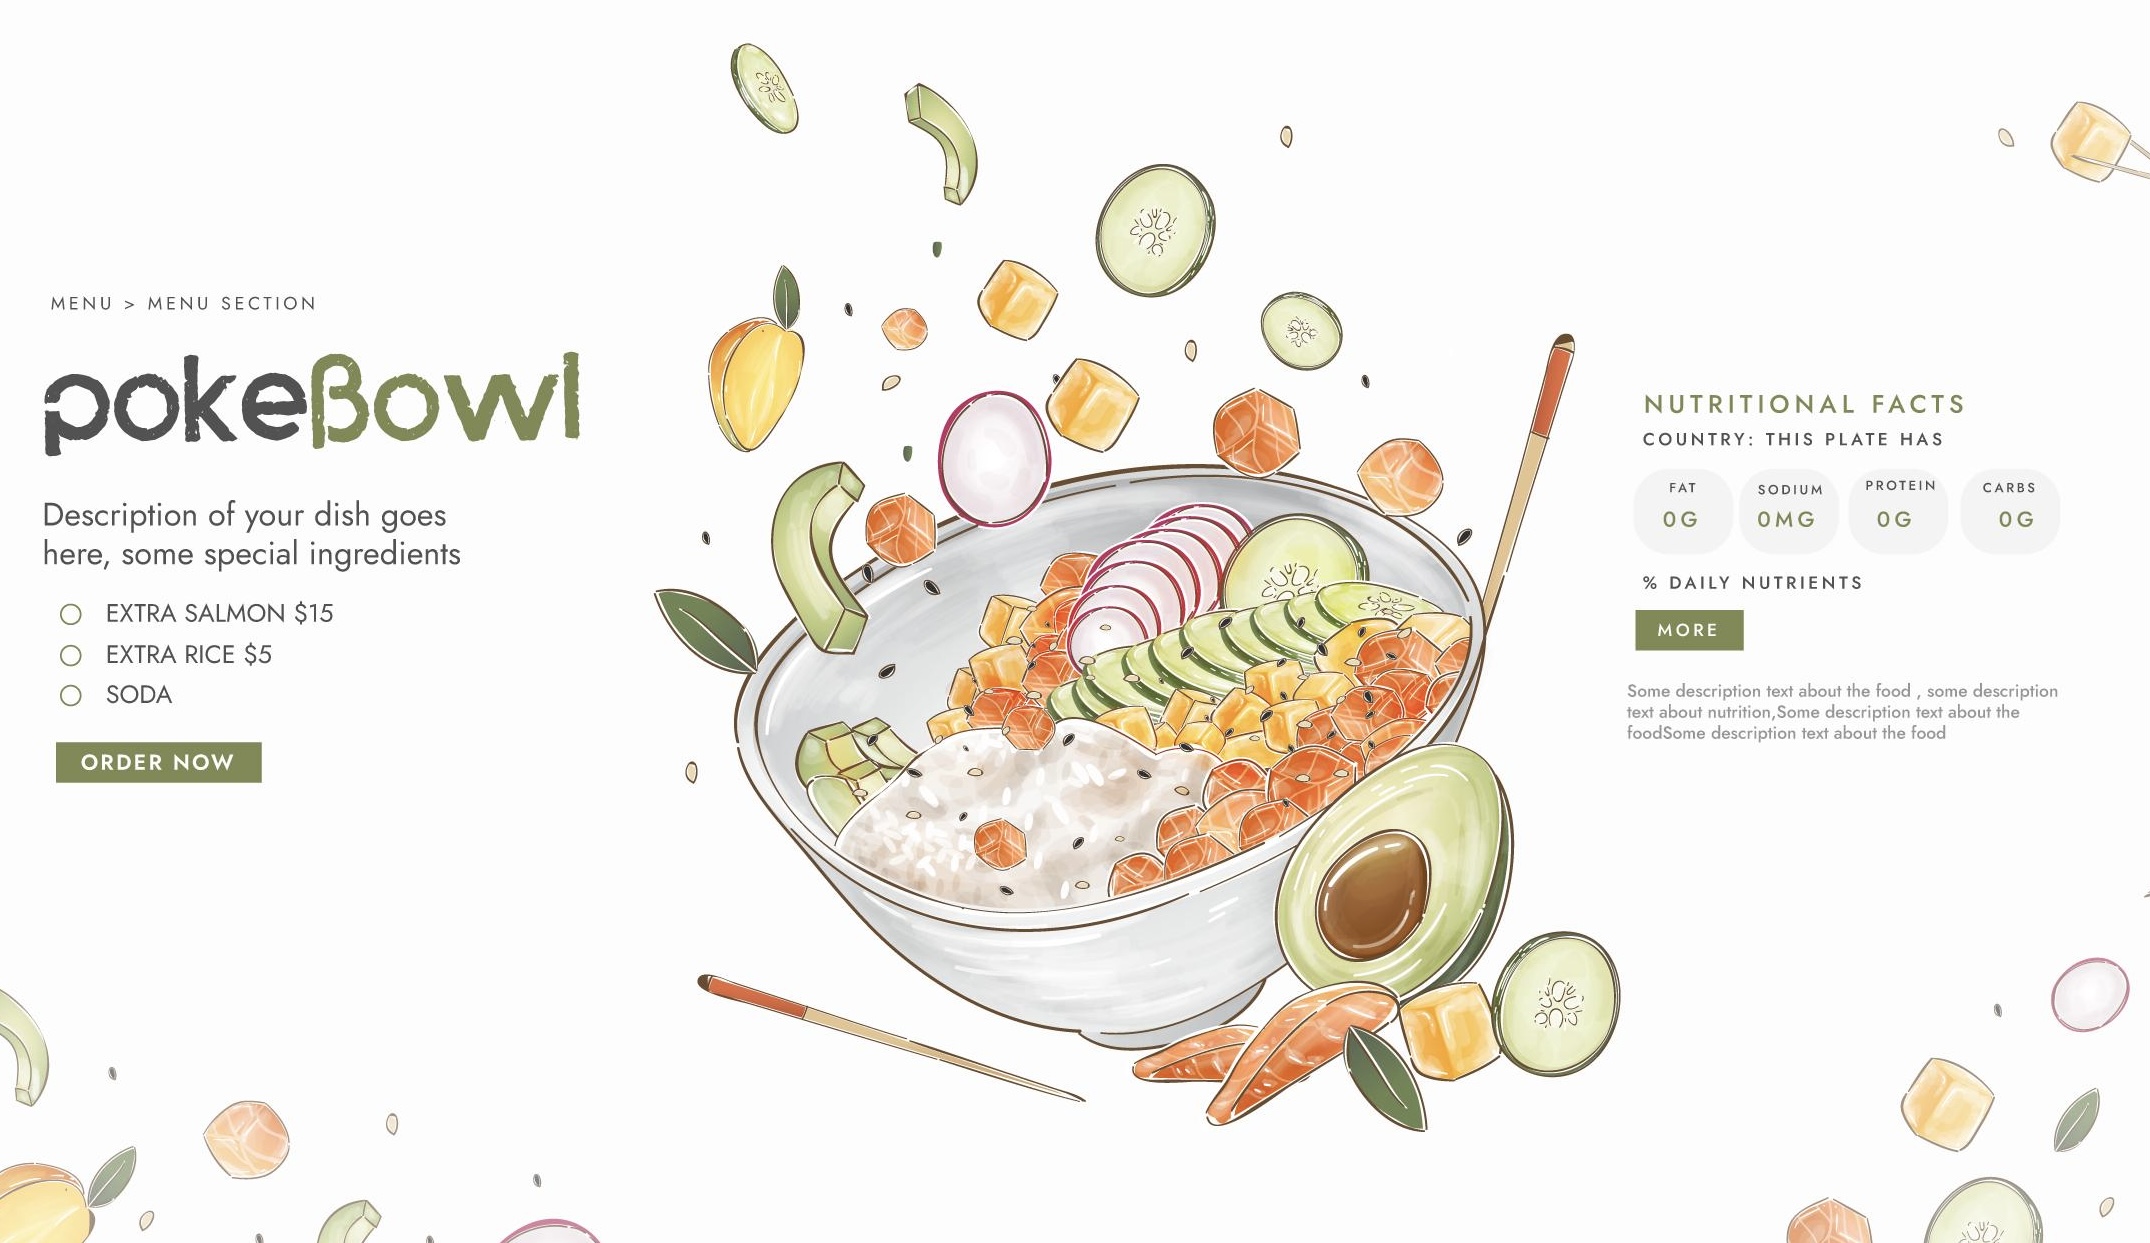 MENU > MENU SECTION
pokeBowl
Description of your dish goes
here, some special ingredients
EXTRA SALMON $15
EXTRA RICE $5
SODA
ORDER NOW
NUTRITIONAL FACTS
COUNTRY: THIS PLATE HAS
FAT SODIUM PROTEIN CARBS
0G 0MG 0G 0G
% DAILY NUTRIENTS
MORE
Some description text about the food , some description
text about nutrition,Some description text about the
foodSome description text about the food